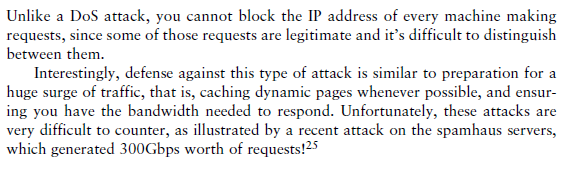 Unlike a DoS attack, you cannot block the IP address of every machine making
requests, since some of those requests are legitimate and it's difficult to distinguish
between them.
Interestingly, defense against this type of attack is similar to preparation for a
huge surge of traffic, that is, caching dynamic pages whenever possible, and ensur-
ing you have the bandwidth needed to respond. Unfortunately, these attacks are
very difficult to counter, as illustrated by a recent attack on the spamhaus servers,
which generated 300Gbps worth of requests!25